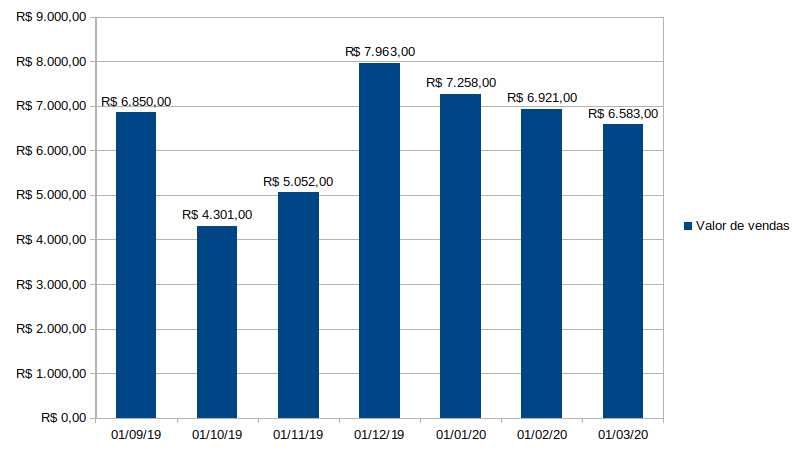 R$ 9.000,00
R$ 8.000,00
R$ 7.000,00
R$ 6.000,00
R$ 5.000,00
R$ 4.000,00
R$ 3.000,00
R$ 2.000,00
R$ 1.000,00
R$ 0,00
R$ 6.850,00
R$ 4.301,00
R$ 5.052,00
R$ 7.963,00
R$ 7.258,00
R$ 6.921,00
R$ 6.583,00
01/09/19
01/10/19
01/11/19
01/12/19
01/01/20
01/02/20
01/03/20
Valor de vendas